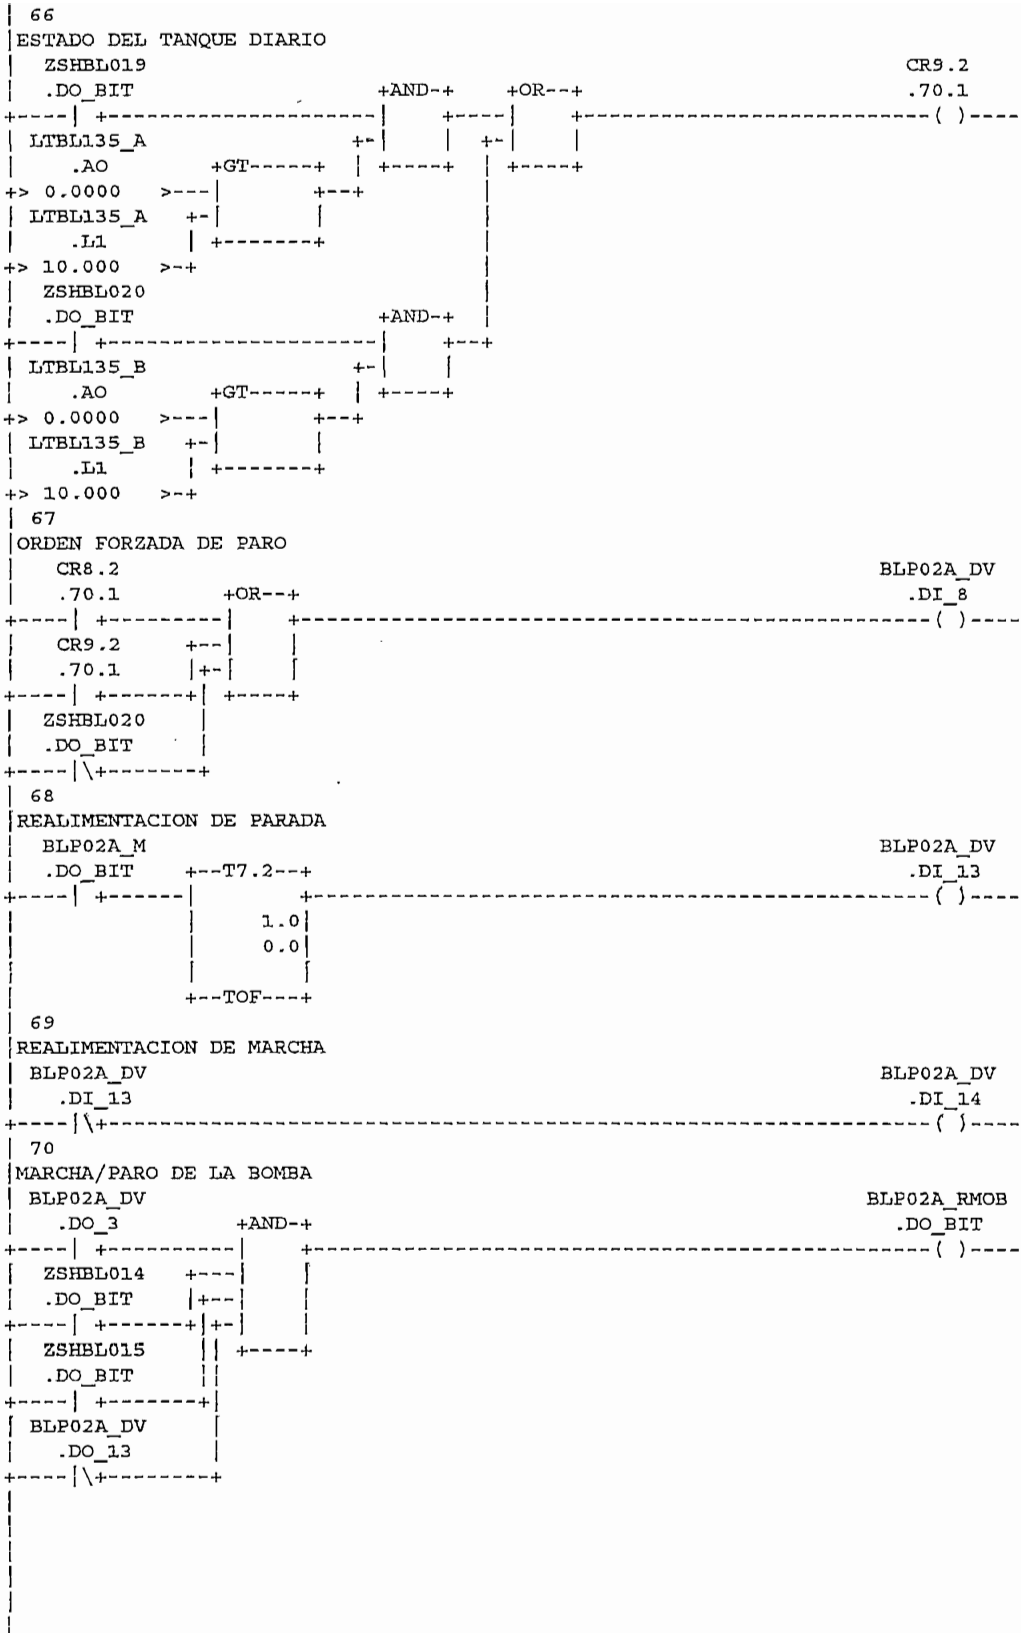 66
ESTADO DEL TANQUE DIARIO
ZSHBL019 CR9.2
.DO_BIT +AND-+ +OR--+ .70.1
LTBL135_A
.AO +GT-----+
+> 0.0000 >---
LTBL135_A
.L1
+> 10.000 >-+
ZSHBL020
.DO_BIT +AND-+
LTBL135_B
.AO +GT-----+
+> 0.0000 >---
LTBL135_B
.L1
+> 10.000 >-+
67
ORDEN FORZADA DE PARO
CR8.2 BLP02A_DV
.70.1 +OR--+ .DI_8
CR9.2
.70.1
ZSHBL020
.DO_BIT
68
REALIMENTACION DE PARADA
BLP02A_M BLP02A_DV
.DO_BIT +--T7.2--+ .DI_13
1.0
0.0
+--TOF----+
69
REALIMENTACION DE MARCHA
BLP02A_DV BLP02A_DV
.DI_13 .DI_14
70
MARCHA/PARO DE LA BOMBA
BLP02A_DV BLP02A_RMOB
.DO_3 +AND-+ .DO_BIT
ZSHBL014
.DO_BIT
ZSHBL015
.DO_BIT
BLP02A_DV
.DO_13